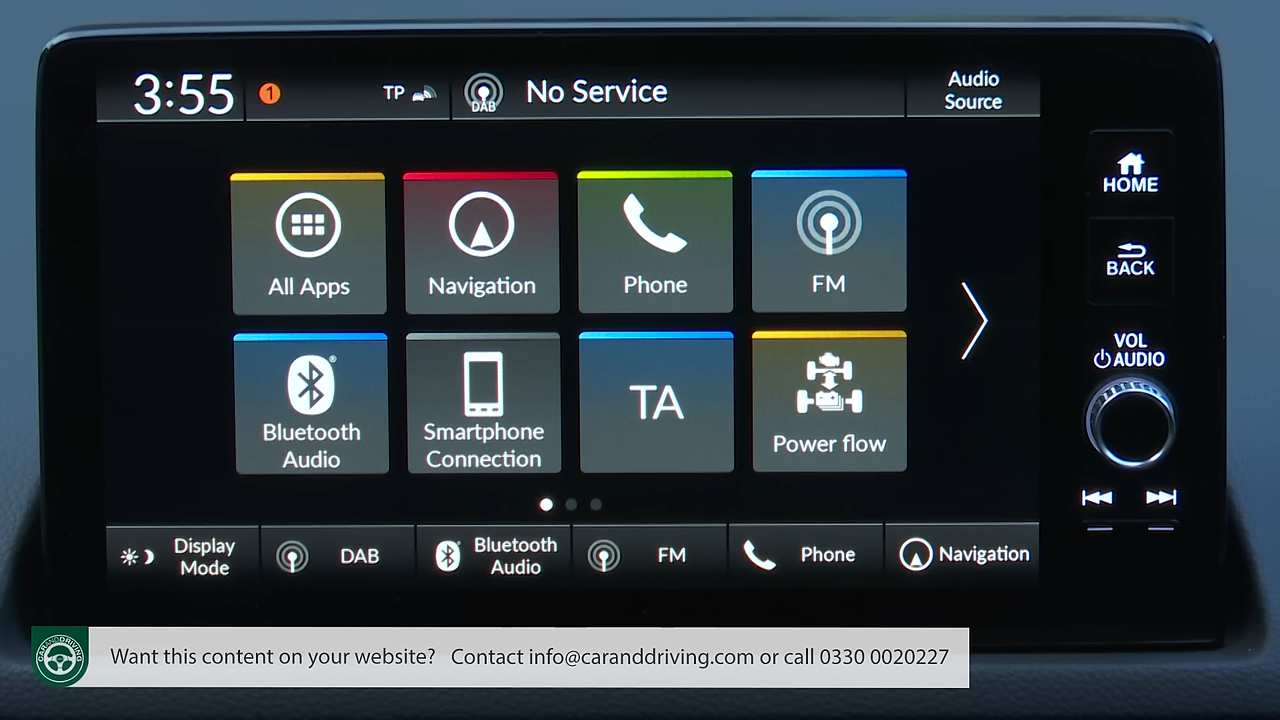 3:55
1
TP
DAB
No Service
Audio
Source
HOME
All Apps
Navigation
Phone
FM
BACK
Bluetooth
Audio
Smartphone
Connection
TA
Power flow
VOL
AUDIO
Display
Mode
DAB
Bluetooth
Audio
FM
Phone
Navigation
CARANDDRIVING
Want this content on your website? Contact info@caranddriving.com or call 0330 0020227